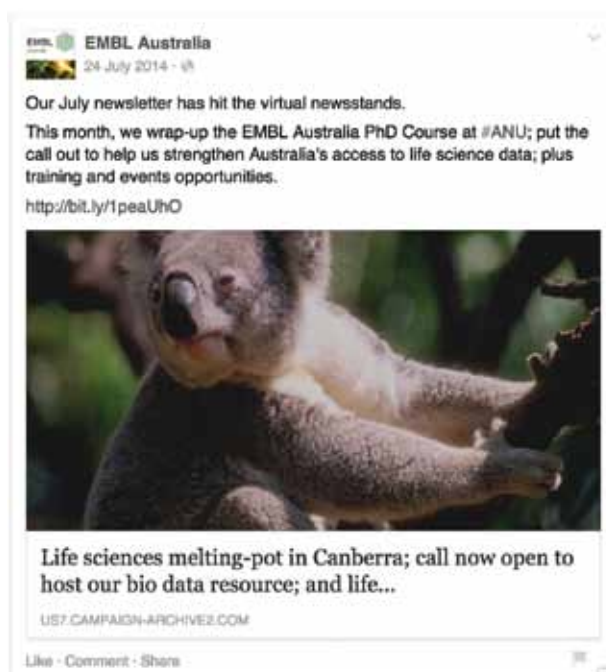 EMBL
EMBL Australia
24 July 2014 ·
Our July newsletter has hit the virtual newsstands.
This month, we wrap-up the EMBL Australia PhD Course at #ANU; put the
call out to help us strengthen Australia's access to life science data; plus
training and events opportunities.
http://bit.ly/1peaUhO
Life sciences melting-pot in Canberra; call now open to
host our bio data resource; and life...
US7.CAMPAIGN-ARCHIVE2.COM
Like · Comment · Share